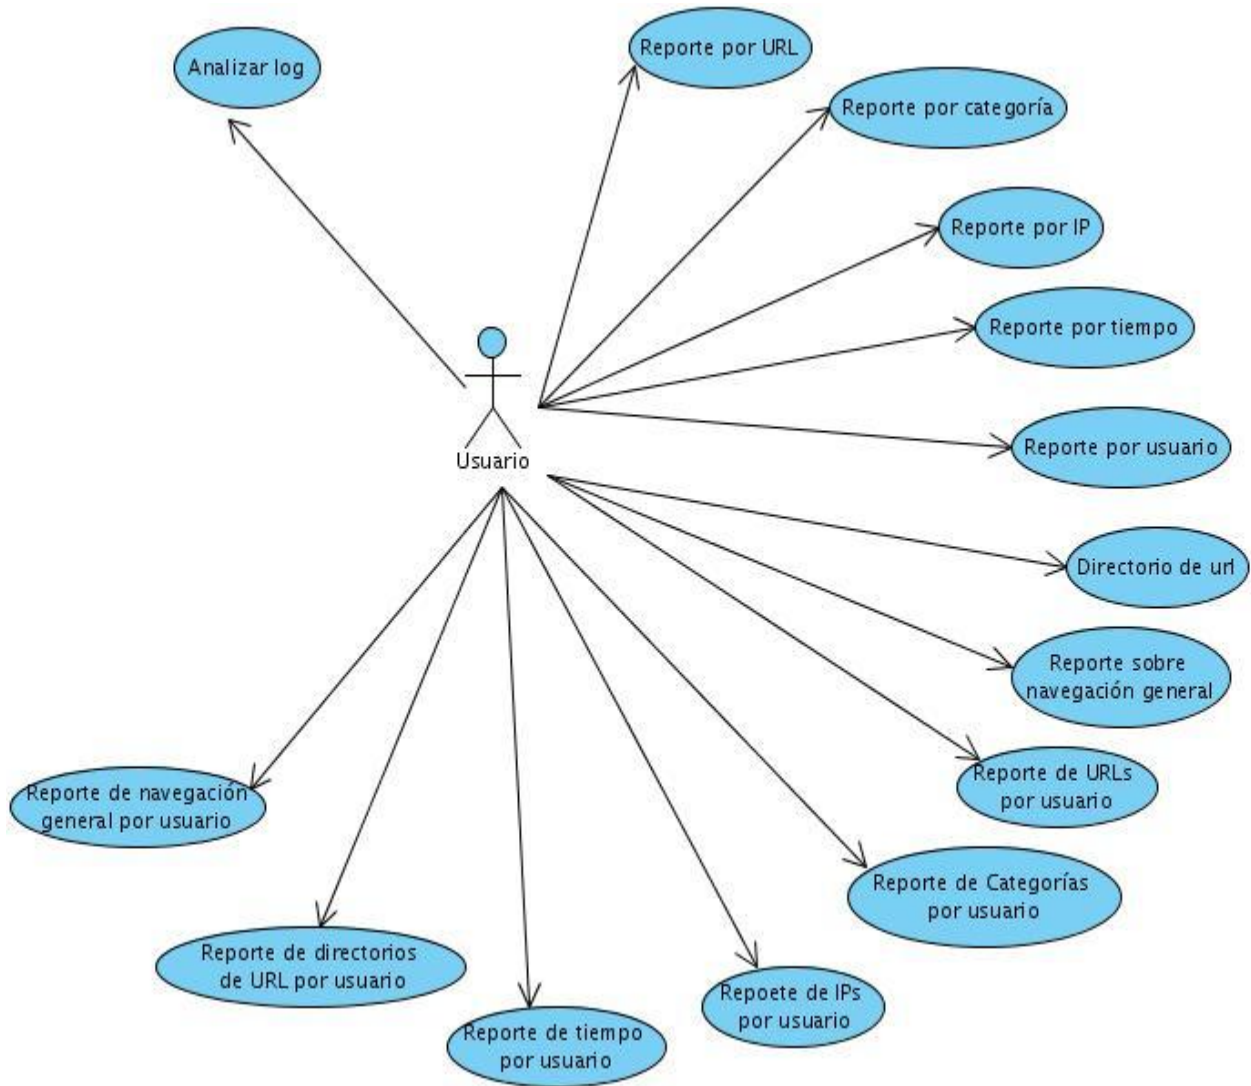 Analizar log
Reporte por URL
Reporte por categoría
Reporte por IP
Reporte por tiempo
Reporte por usuario
Usuario
Directorio de url
Reporte sobre
navegación general
Reporte de URLs
por usuario
Reporte de Categorías
por usuario
Repoete de IPs
por usuario
Reporte de tiempo
por usuario
Reporte de directorios
de URL por usuario
Reporte de navegación
general por usuario